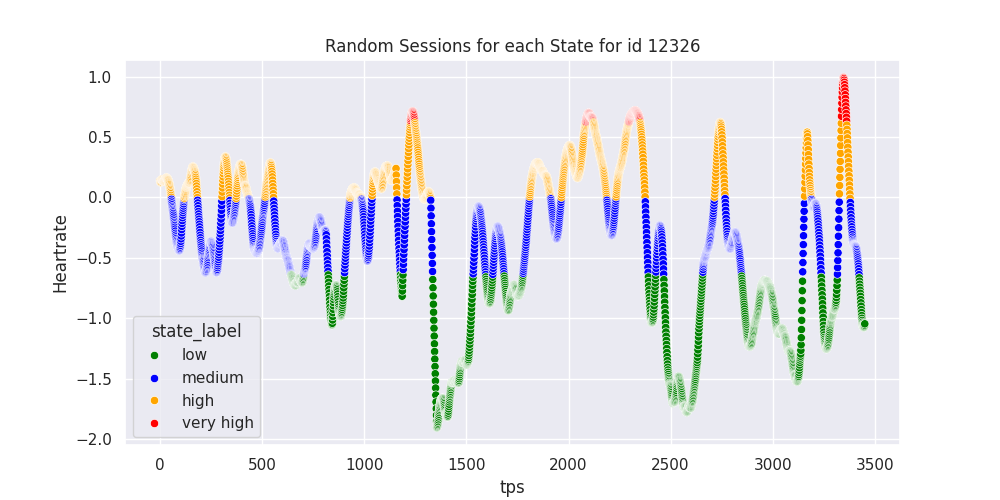 Random Sessions for each State for id 12326
Heartrate
1.0
0.5
0.0
−0.5
−1.0
−1.5
−2.0
state_label
low
medium
high
very high
0 500 1000 1500 2000 2500 3000 3500
tps